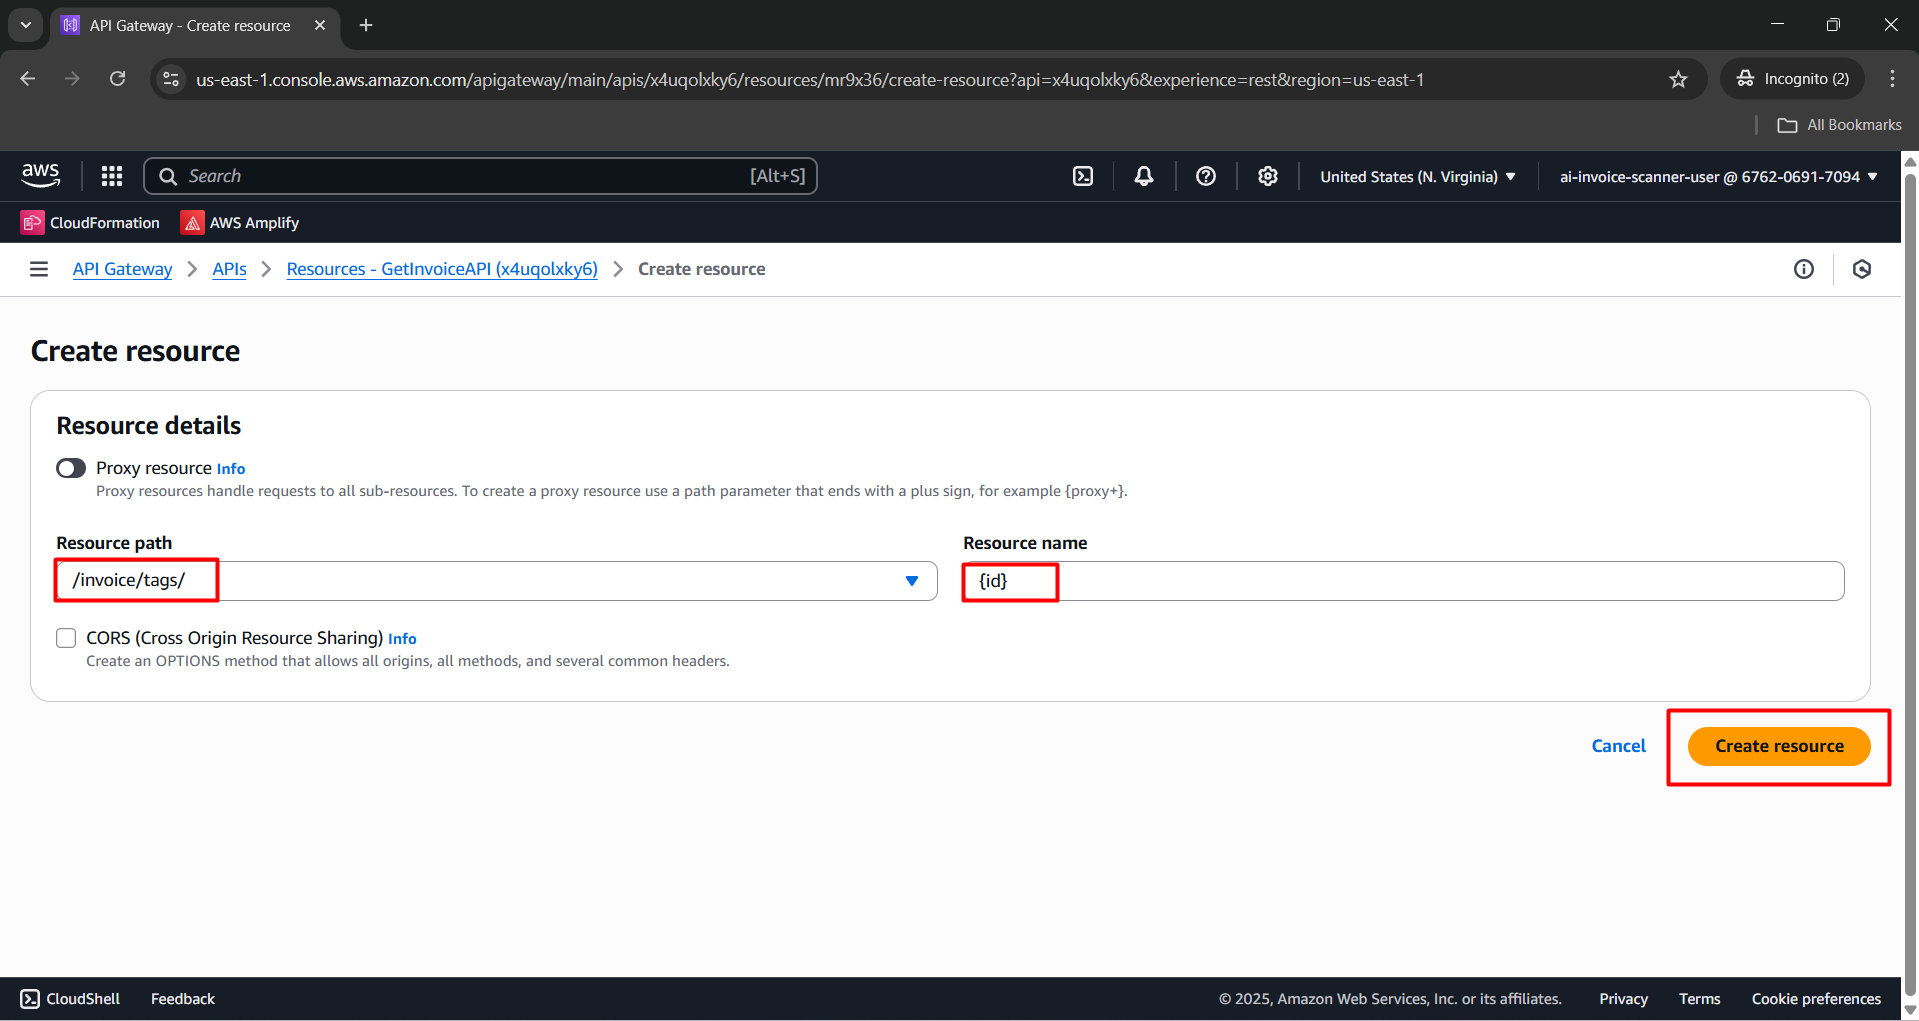 API Gateway - Create resource
us-east-1.console.aws.amazon.com/apigateway/main/apis/x4uqolxky6/resources/mr9x36/create-resource?api=x4uqolxky6&experience=rest&region=us-east-1
Incognito (2)
All Bookmarks
aws
Search
[Alt+S]
United States (N. Virginia)
ai-invoice-scanner-user @ 6762-0691-7094
CloudFormation
AWS Amplify
API Gateway > APIs > Resources - GetInvoiceAPI (x4uqolxky6) > Create resource
Create resource
Resource details
Proxy resource Info
Proxy resources handle requests to all sub-resources. To create a proxy resource use a path parameter that ends with a plus sign, for example {proxy+}.
Resource path
/invoice/tags/
Resource name
{id}
CORS (Cross Origin Resource Sharing) Info
Create an OPTIONS method that allows all origins, all methods, and several common headers.
Cancel
Create resource
CloudShell
Feedback
© 2025, Amazon Web Services, Inc. or its affiliates.
Privacy
Terms
Cookie preferences